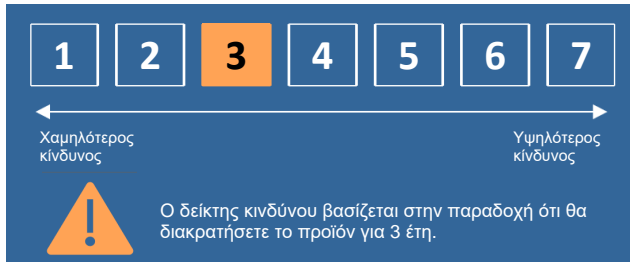 1 2 3 4 5 6 7
Χαμηλότερος
κίνδυνος
Υψηλότερος
κίνδυνος
Ο δείκτης κινδύνου βασίζεται στην παραδοχή ότι θα
διακρατήσετε το προϊόν για 3 έτη.